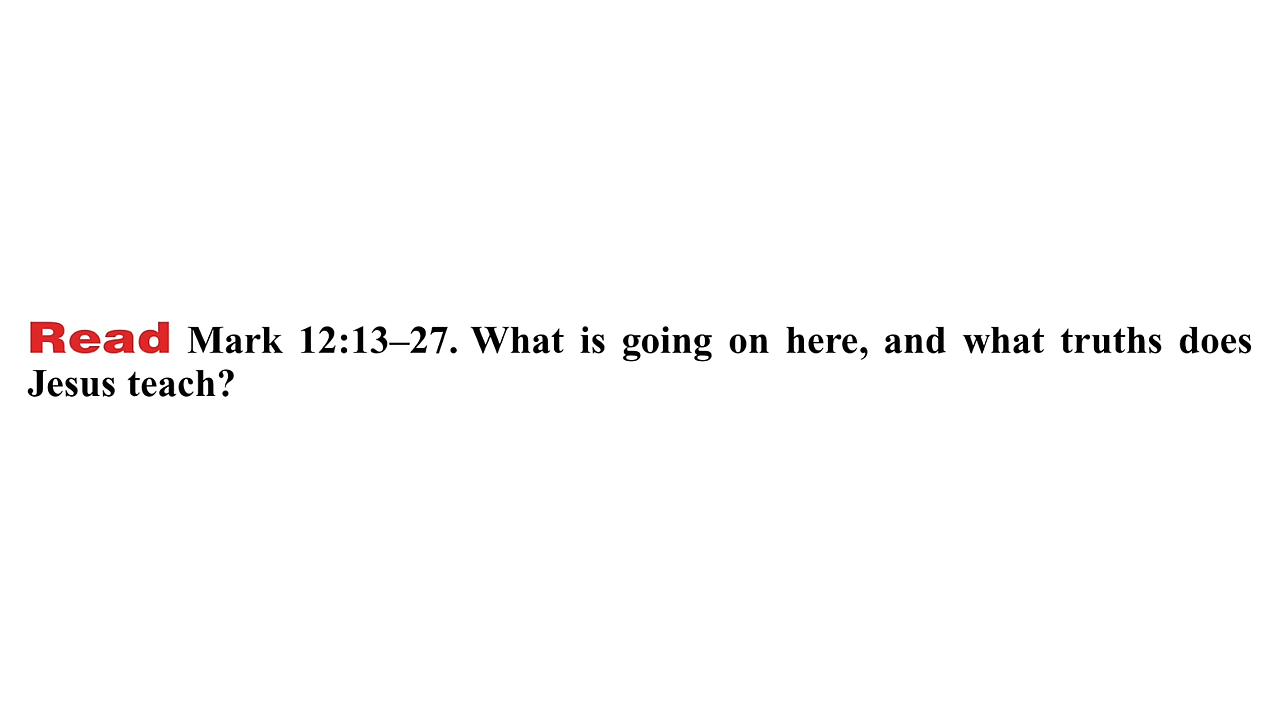 Read Mark 12:13–27. What is going on here, and what truths does
Jesus teach?